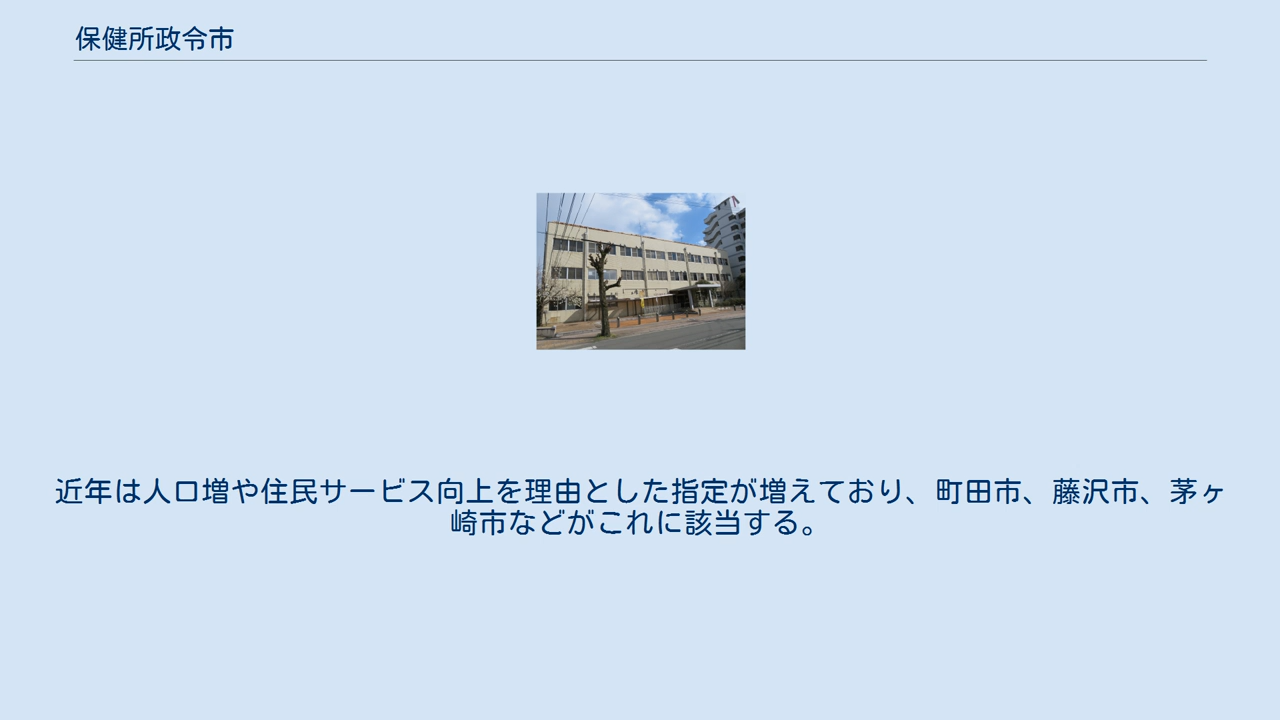 保健所政令市
近年は人口増や住民サービス向上を理由とした指定が増えており、町田市、藤沢市、茅ヶ
崎市などがこれに該当する。